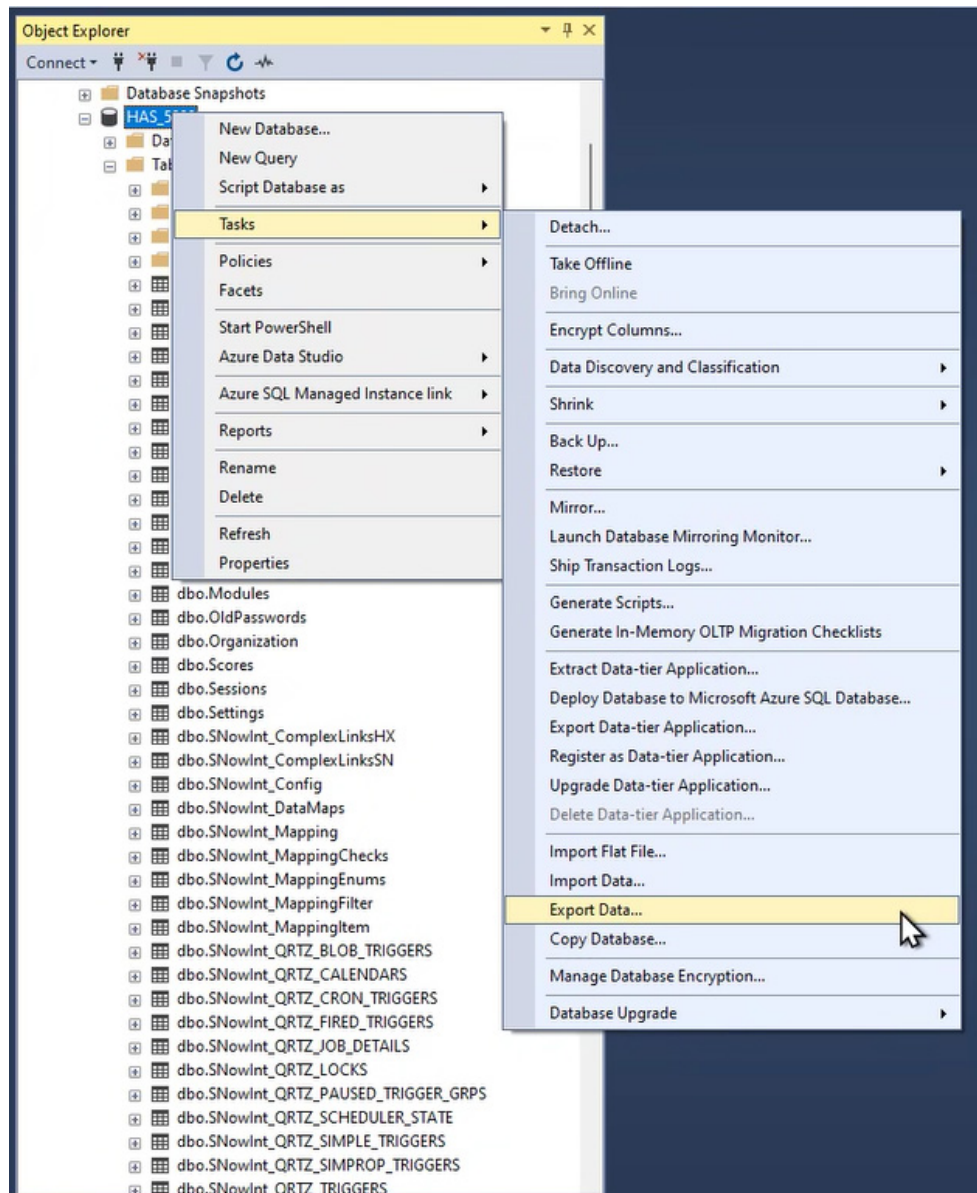 Object Explorer
Connect
Database Snapshots
HAS_5
Da
Tab
New Database...
New Query
Script Database as
Tasks
Policies
Facets
Start PowerShell
Azure Data Studio
Azure SQL Managed Instance link
Reports
Rename
Delete
Refresh
Properties
Detach...
Take Offline
Bring Online
Encrypt Columns...
Data Discovery and Classification
Shrink
Back Up...
Restore
Mirror...
Launch Database Mirroring Monitor...
Ship Transaction Logs...
Generate Scripts...
Generate In-Memory OLTP Migration Checklists
Extract Data-tier Application...
Deploy Database to Microsoft Azure SQL Database...
Export Data-tier Application...
Register as Data-tier Application...
Upgrade Data-tier Application...
Delete Data-tier Application...
Import Flat File...
Import Data...
Export Data...
Copy Database...
Manage Database Encryption...
Database Upgrade
dbo.Modules
dbo.OldPasswords
dbo.Organization
dbo.Scores
dbo.Sessions
dbo.Settings
dbo.SNowInt_ComplexLinksHX
dbo.SNowInt_ComplexLinksSN
dbo.SNowInt_Config
dbo.SNowInt_DataMaps
dbo.SNowInt_Mapping
dbo.SNowInt_MappingChecks
dbo.SNowInt_MappingEnums
dbo.SNowInt_MappingFilter
dbo.SNowInt_MappingItem
dbo.SNowInt_QRTZ_BLOB_TRIGGERS
dbo.SNowInt_QRTZ_CALENDARS
dbo.SNowInt_QRTZ_CRON_TRIGGERS
dbo.SNowInt_QRTZ_FIRED_TRIGGERS
dbo.SNowInt_QRTZ_JOB_DETAILS
dbo.SNowInt_QRTZ_LOCKS
dbo.SNowInt_QRTZ_PAUSED_TRIGGER_GRPS
dbo.SNowInt_QRTZ_SCHEDULER_STATE
dbo.SNowInt_QRTZ_SIMPLE_TRIGGERS
dbo.SNowInt_QRTZ_SIMPROP_TRIGGERS
dbo.SNowInt_QRTZ_TRIGGERS